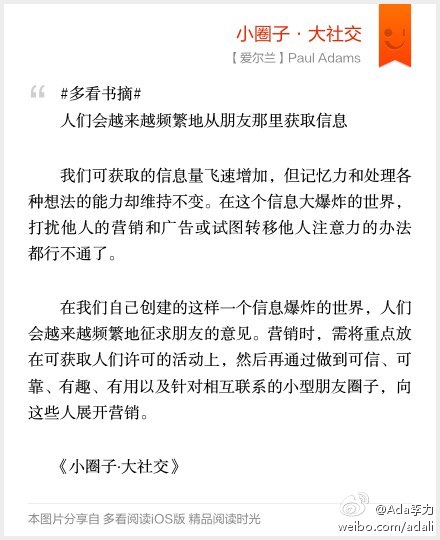 小圈子·大社交
【爱尔兰】Paul Adams
“ #多看书摘#
人们会越来越频繁地从朋友那里获取信息
我们可获取的信息量飞速增加，但记忆力和处理各
种想法的能力却维持不变。在这个信息大爆炸的世界，
打扰他人的营销和广告或试图转移他人注意力的办法
都行不通了。
在我们自己创建的这样一个信息爆炸的世界，人们
会越来越频繁地征求朋友的意见。营销时，需将重点放
在可获取人们许可的活动上，然后再通过做到可信、可
靠、有趣、有用以及针对相互联系的小型朋友圈子，向
这些人展开营销。
《小圈子·大社交》
本图片分享自 多看阅读iOS版 精品阅读时光
@Ada李力
weibo.com/adali